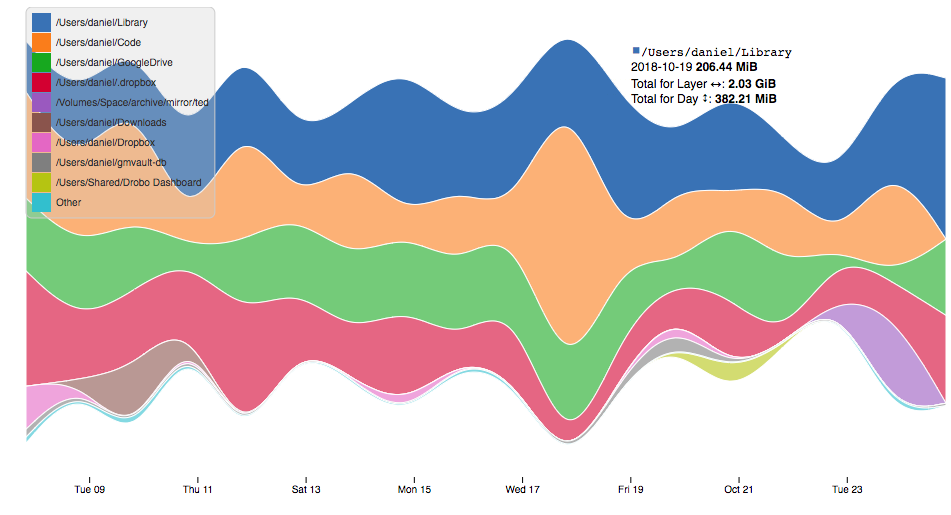 /Users/daniel/Library
/Users/daniel/Code
/Users/daniel/GoogleDrive
/Users/daniel/.dropbox
/Volumes/Space/archive/mirror/ted
/Users/daniel/Downloads
/Users/daniel/Dropbox
/Users/daniel/gmvault-db
/Users/Shared/Drobo Dashboard
Other
/Users/daniel/Library
2018-10-19 206.44 MiB
Total for Layer ↔: 2.03 GiB
Total for Day ↕: 382.21 MiB
Tue 09 Thu 11 Sat 13 Mon 15 Wed 17 Fri 19 Oct 21 Tue 23